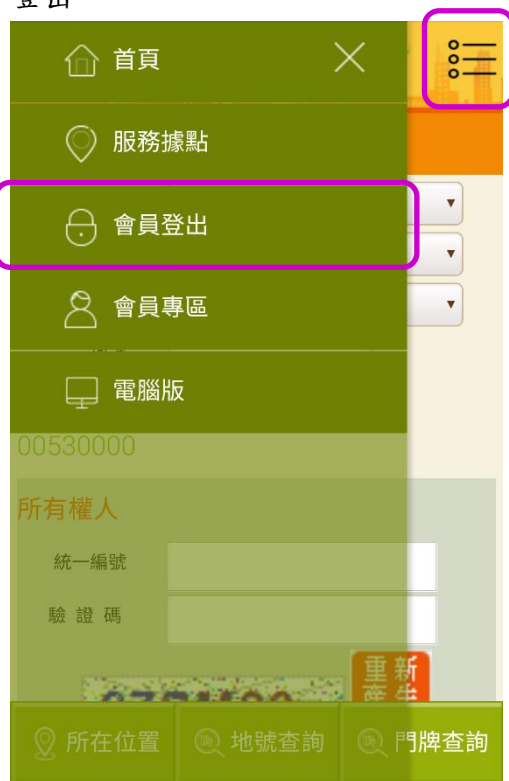 登出
首頁
服務據點
會員登出
會員專區
電腦版
00530000
所有權人
統一編號
驗證碼
重新
產生
所在位置 地號查詢 門牌查詢